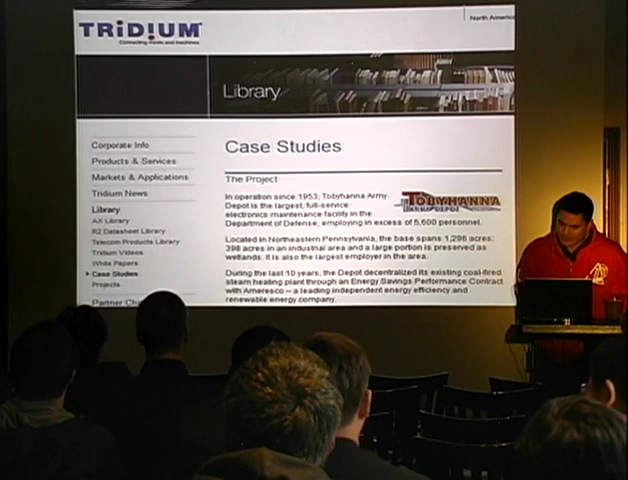 TRIDIUM
Connecting minds and machines
North America
Library
Corporate Info
Products & Services
Markets & Applications
Tridium News
Library
AX Library
R2 Datasheet Library
Telecom Products Library
Tridium Videos
White Papers
Case Studies
Projects
Partner Cha
Case Studies
The Project
TOBYHANNA
ARMY DEPOT
In operation since 1953, Tobyhanna Army
Depot is the largest, full-service
electronics maintenance facility in the
Department of Defense, employing in excess of 5,600 personnel.
Located in Northeastern Pennsylvania, the base spans 1,296 acres:
398 acres in an industrial area and a large portion is preserved as
wetlands. It is also the largest employer in the area.
During the last 10 years, the Depot decentralized its existing coal-fired
steam heating plant through an Energy Savings Performance Contract
with Ameresco – a leading independent energy efficiency and
renewable energy company.